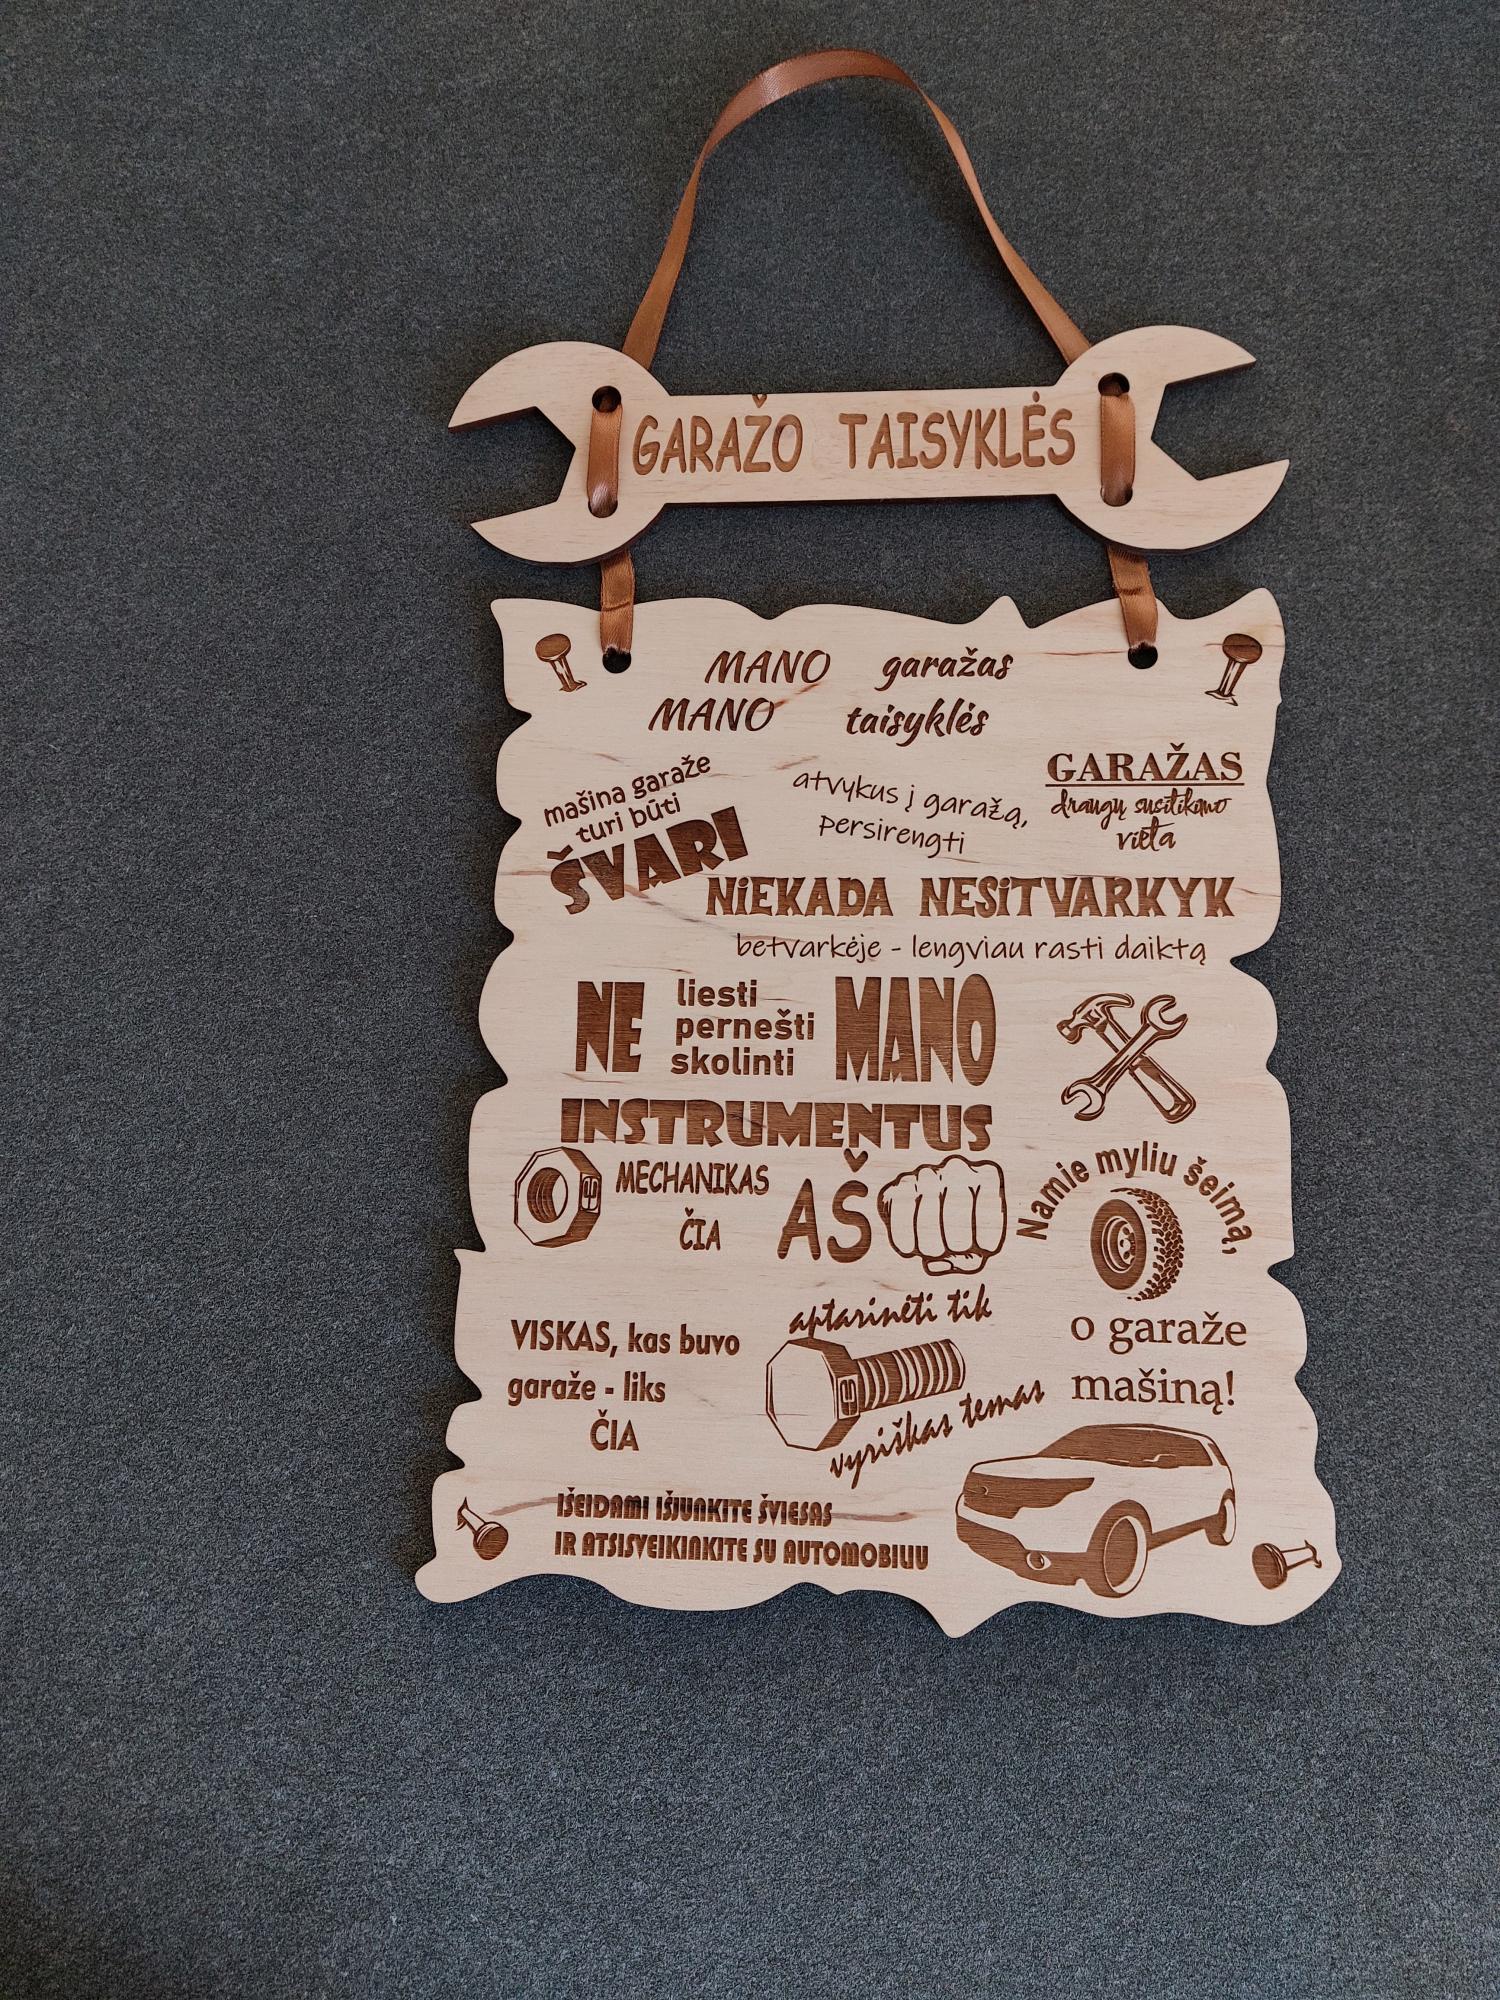 GARAŽO TAISYKLĖS
MANO garažas
MANO taisyklės
mašina garaže
turi būti
ŠVARI
atvykus į garažą,
persirengti
GARAŽAS
draugų susitikimo
vieta
NIEKADA NESITVARKYK
betvarkėje - lengviau rasti daiktą
NE liesti
pernešti
skolinti
MANO
INSTRUMENTUS
MECHANIKAS
ČIA
AŠ
Namie myliu šeimą,
o garaže
mašiną!
VISKAS, kas buvo
garaže - liks
ČIA
aptarinėti tik
vyriškas temas
IŠEIDAMI IŠJUNKITE ŠVIESAS
IR ATSISVEIKINKITE SU AUTOMOBILIU